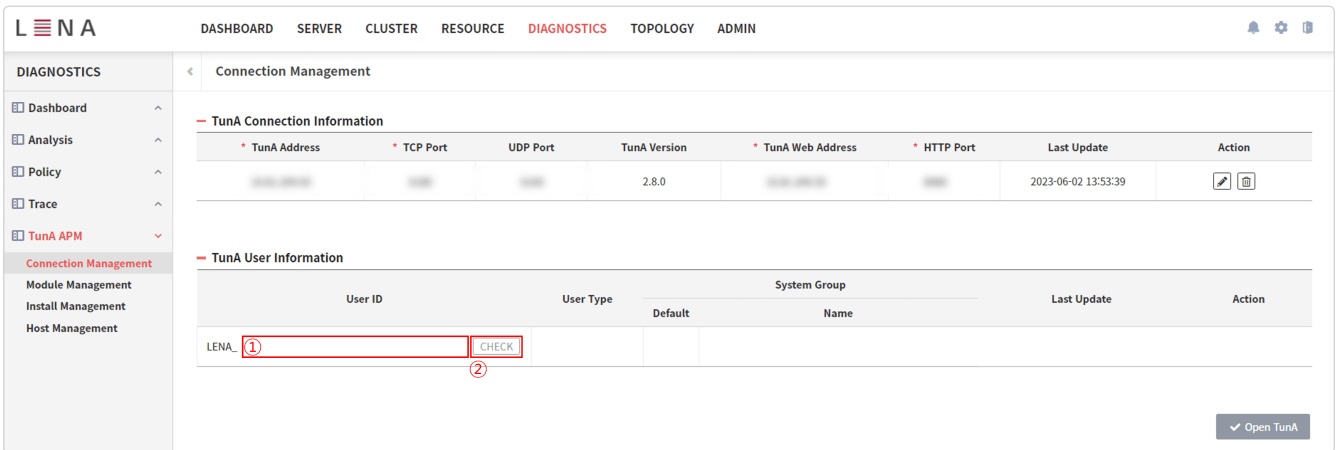 LENA DASHBOARD SERVER CLUSTER RESOURCE DIAGNOSTICS TOPOLOGY ADMIN
DIAGNOSTICS
Connection Management
Dashboard
Analysis
Policy
Trace
TunA APM
Connection Management
Module Management
Install Management
Host Management
TunA Connection Information
* TunA Address * TCP Port UDP Port TunA Version * TunA Web Address * HTTP Port Last Update Action
2.8.0 2023-06-02 13:53:39
TunA User Information
User ID User Type System Group Last Update Action
Default Name
LENA_ ① CHECK
②
Open TunA